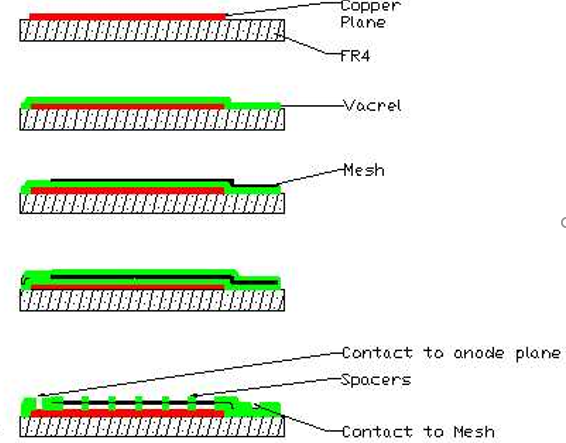 Copper
Plane
FR4
Vacrel
Mesh
Contact to anode plane
Spacers
Contact to Mesh